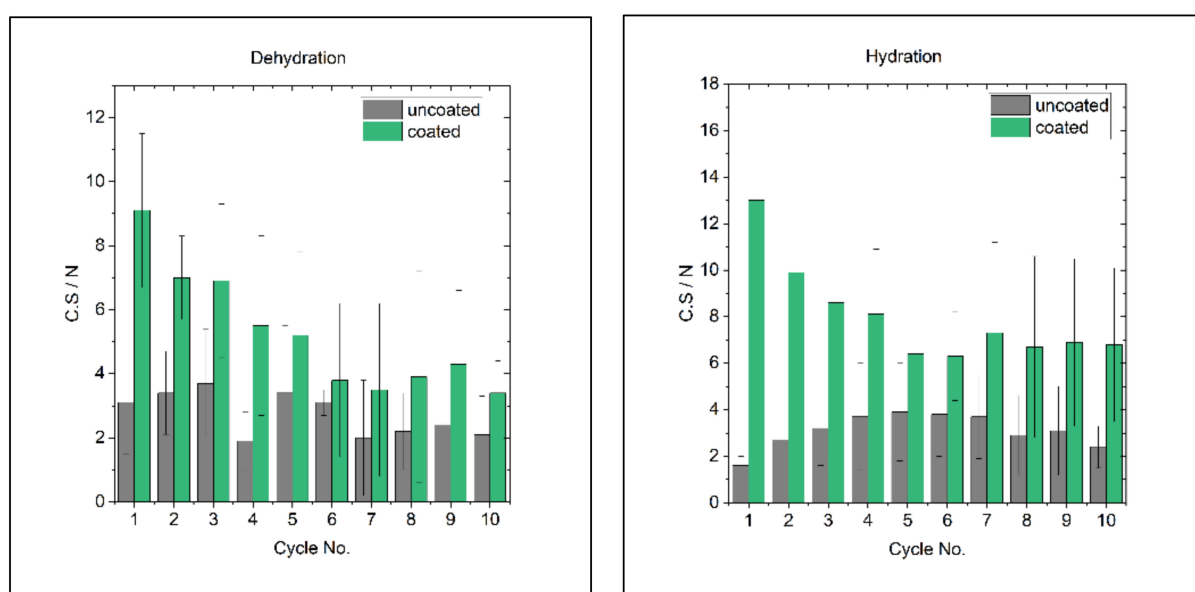 Dehydration
uncoated
coated
12
10
8
6
4
2
0
C.S / N
1 2 3 4 5 6 7 8 9 10
Cycle No.
Hydration
uncoated
coated
18
16
14
12
10
8
6
4
2
0
C.S / N
1 2 3 4 5 6 7 8 9 10
Cycle No.